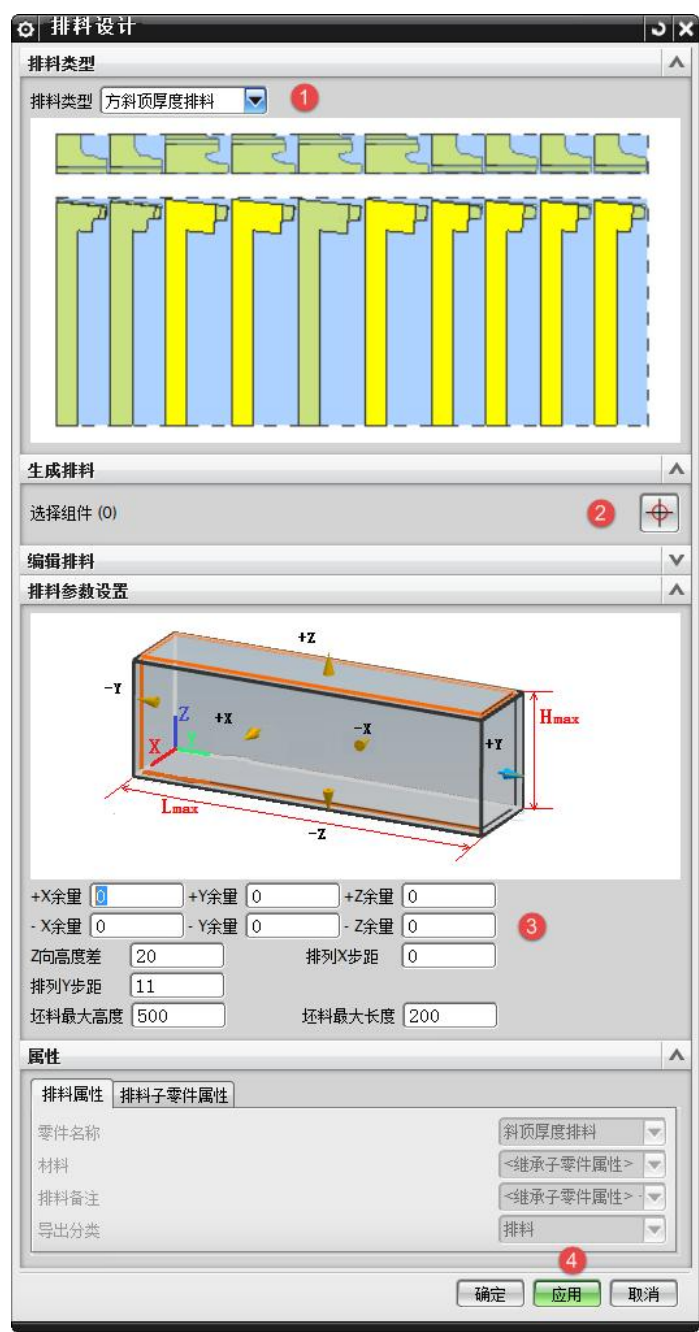 排料设计
排料类型
排料类型 方斜顶厚度排料 1
生成排料
选择组件 (0) 2
编辑排料
排料参数设置
+Z
-Y
Z +X -X Hmax
X Y +Y
Lmax
-Z
+X余量 0 +Y余量 0 +Z余量 0
- X余量 0 - Y余量 0 - Z余量 0 3
Z向高度差 20 排列X步距 0
排列Y步距 11
坯料最大高度 500 坯料最大长度 200
属性
排料属性 排料子零件属性
零件名称 斜顶厚度排料
材料 <继承子零件属性>
排料备注 <继承子零件属性> -
导出分类 排料
4
确定 应用 取消